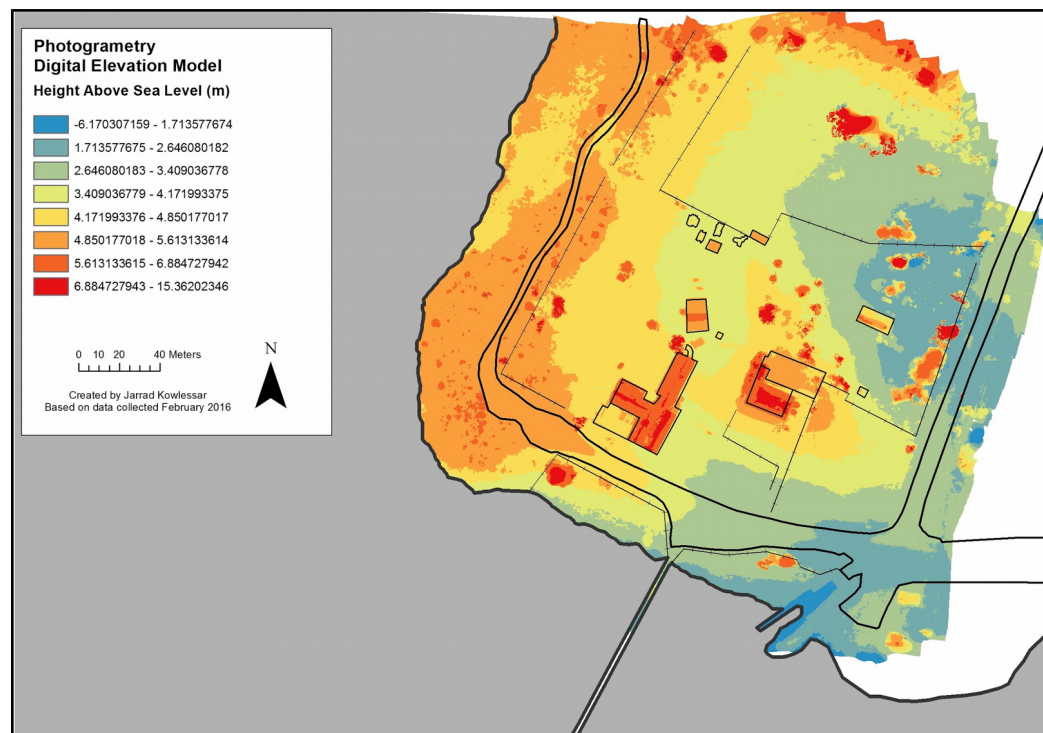 Photogrametry
Digital Elevation Model
Height Above Sea Level (m)
-6.170307159 - 1.713577674
1.713577675 - 2.646080182
2.646080183 - 3.409036778
3.409036779 - 4.171993375
4.171993376 - 4.850177017
4.850177018 - 5.613133614
5.613133615 - 6.884727942
6.884727943 - 15.36202346
0 10 20 40 Meters
N
Created by Jarrad Kowlessar
Based on data collected February 2016